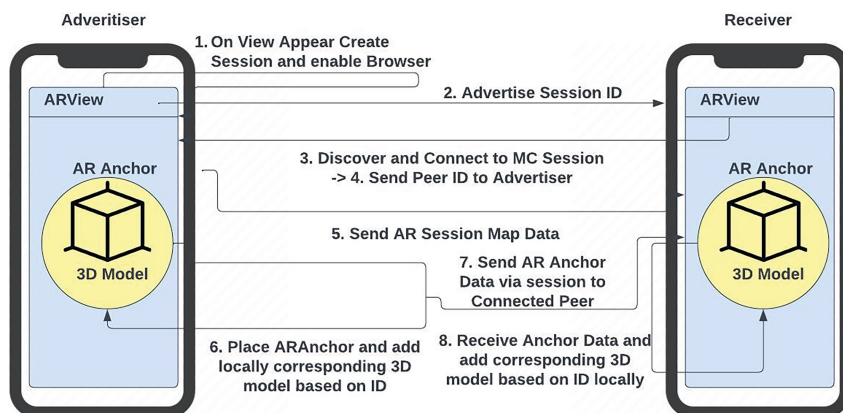 Adveritiser
Receiver
1. On View Appear Create
Session and enable Browser
ARView
2. Advertise Session ID
ARView
3. Discover and Connect to MC Session
-> 4. Send Peer ID to Advertiser
AR Anchor
3D Model
AR Anchor
3D Model
5. Send AR Session Map Data
7. Send AR Anchor
Data via session to
Connected Peer
6. Place ARAnchor and add
locally corresponding 3D
model based on ID
8. Receive Anchor Data and
add corresponding 3D
model based on ID locally